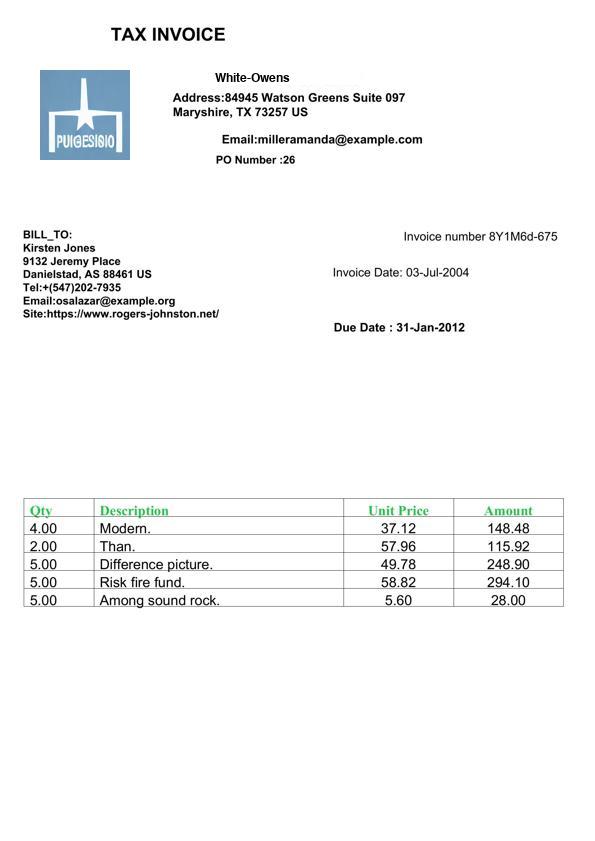 TAX INVOICE
White-Owens
Address:84945 Watson Greens Suite 097
Maryshire, TX 73257 US
PUIGESISIO
Email:milleramanda@example.com
PO Number :26
BILL_TO:
Kirsten Jones
9132 Jeremy Place
Danielstad, AS 88461 US
Tel:+(547)202-7935
Email:osalazar@example.org
Site:https://www.rogers-johnston.net/
Invoice number 8Y1M6d-675
Invoice Date: 03-Jul-2004
Due Date : 31-Jan-2012
Qty Description Unit Price Amount
4.00 Modern. 37.12 148.48
2.00 Than. 57.96 115.92
5.00 Difference picture. 49.78 248.90
5.00 Risk fire fund. 58.82 294.10
5.00 Among sound rock. 5.60 28.00